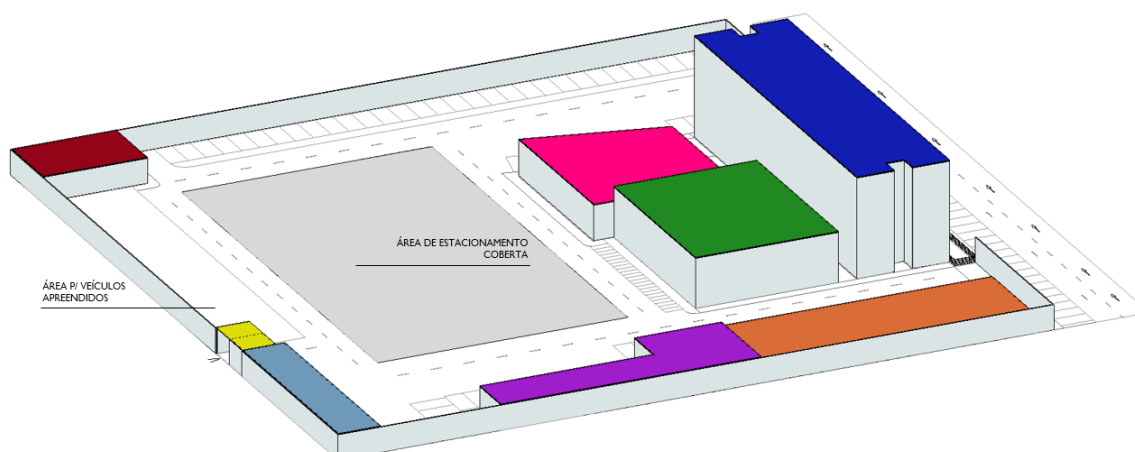 ÁREA DE ESTACIONAMENTO
COBERTA
ÁREA P/ VEÍCULOS
APREENDIDOS